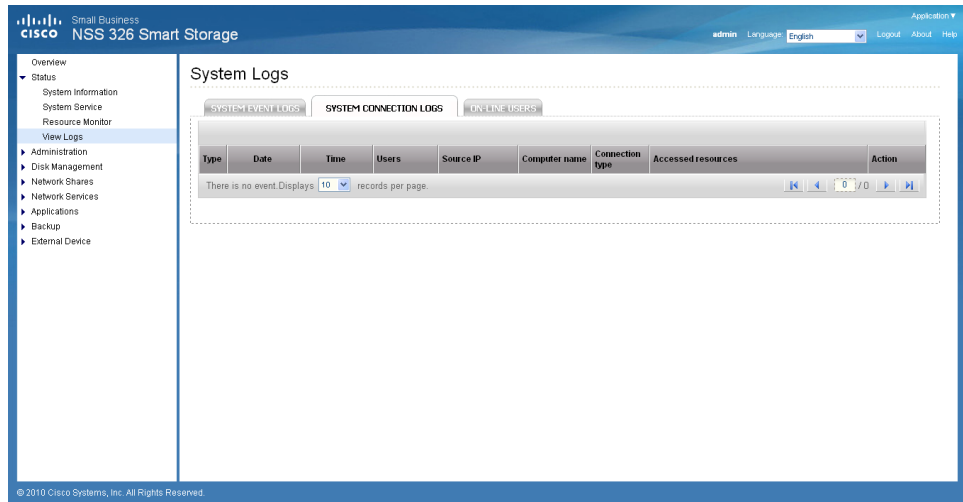 Small Business
CISCO NSS 326 Smart Storage
Application ▼
admin Language: English Logout About Help
Overview
Status
System Information
System Service
Resource Monitor
View Logs
Administration
Disk Management
Network Shares
Network Services
Applications
Backup
External Device
System Logs
SYSTEM EVENT LOGS SYSTEM CONNECTION LOGS ON-LINE USERS
Type Date Time Users Source IP Computer name Connection type Accessed resources Action
There is no event.Displays 10 records per page. 0 / 0
© 2010 Cisco Systems, Inc. All Rights Reserved.